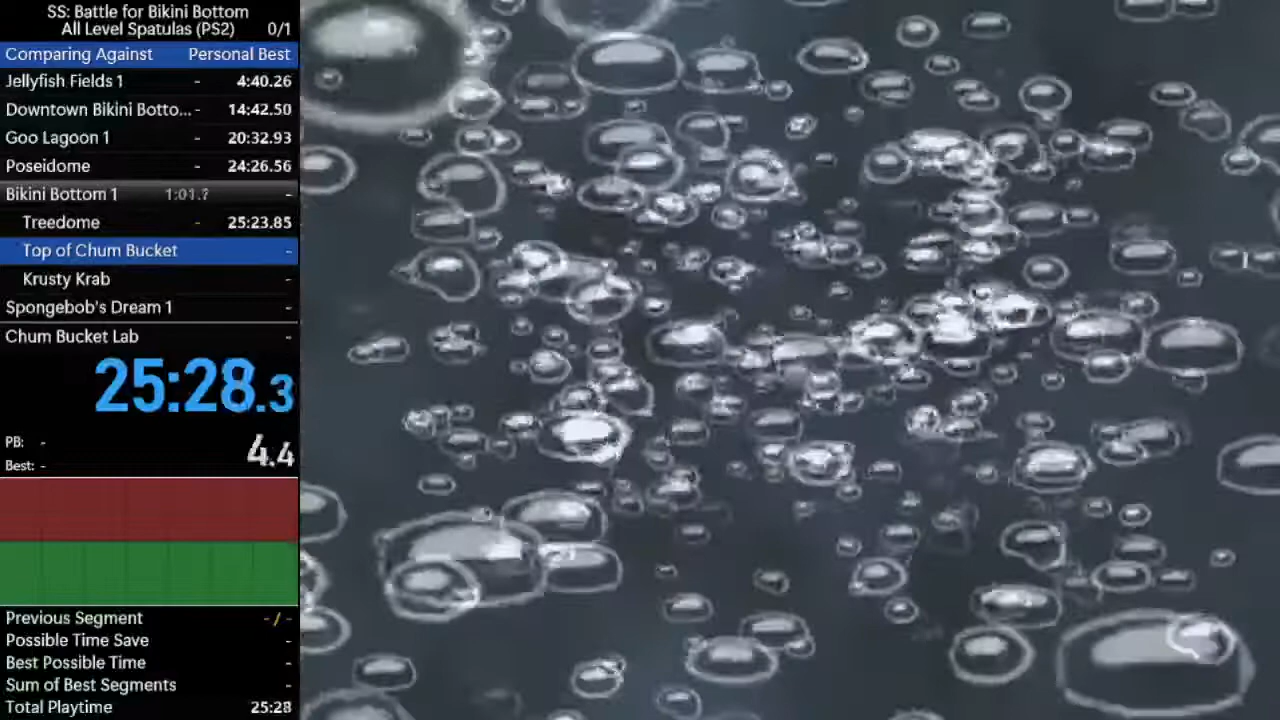 SS: Battle for Bikini Bottom
All Level Spatulas (PS2) 0/1
Comparing Against Personal Best
Jellyfish Fields 1 - 4:40.26
Downtown Bikini Botto... - 14:42.50
Goo Lagoon 1 - 20:32.93
Poseidome - 24:26.56
Bikini Bottom 1 1:01.? -
Treedome - 25:23.85
Top of Chum Bucket -
Krusty Krab -
Spongebob's Dream 1 -
Chum Bucket Lab -
25:28.3
PB: -
4.4
Best: -
Previous Segment - / -
Possible Time Save -
Best Possible Time -
Sum of Best Segments -
Total Playtime 25:28